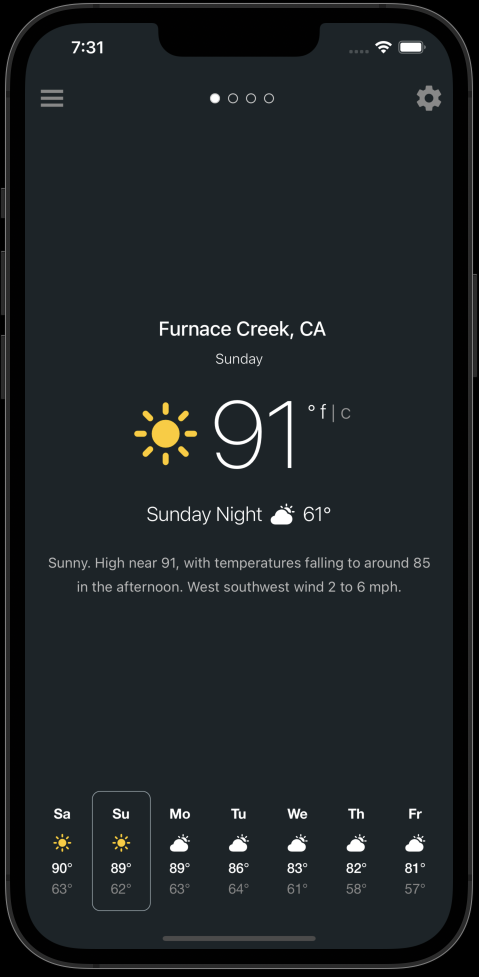 7:31
Furnace Creek, CA
Sunday
91 ° f | c
Sunday Night 61°
Sunny. High near 91, with temperatures falling to around 85
in the afternoon. West southwest wind 2 to 6 mph.
Sa Su Mo Tu We Th Fr
90° 89° 89° 86° 83° 82° 81°
63° 62° 63° 64° 61° 58° 57°